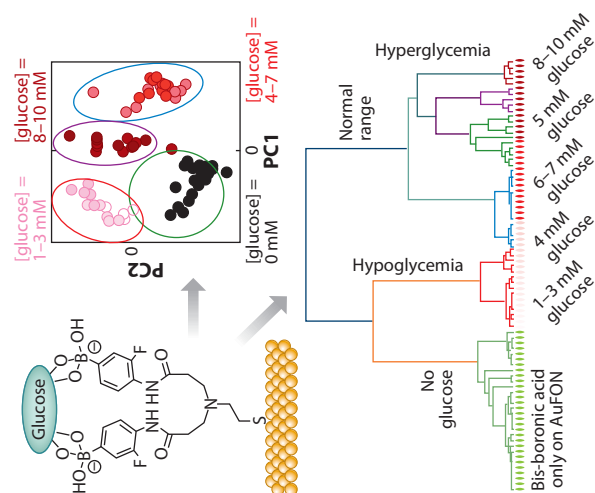 [glucose] =
1–3 mM
[glucose] =
8–10 mM
[glucose] =
4–7 mM
[glucose] =
0 mM
PC2
0
PC1
0
Glucose
HO
OH
O
O
O
O
B
B
⊖
⊖
F
F
NH
HN
O
O
N
S
Hyperglycemia
Normal
range
Hypoglycemia
No
glucose
8–10 mM
glucose
5 mM
glucose
6–7 mM
glucose
4 mM
glucose
1–3 mM
glucose
Bis-boronic acid
only on AuFON